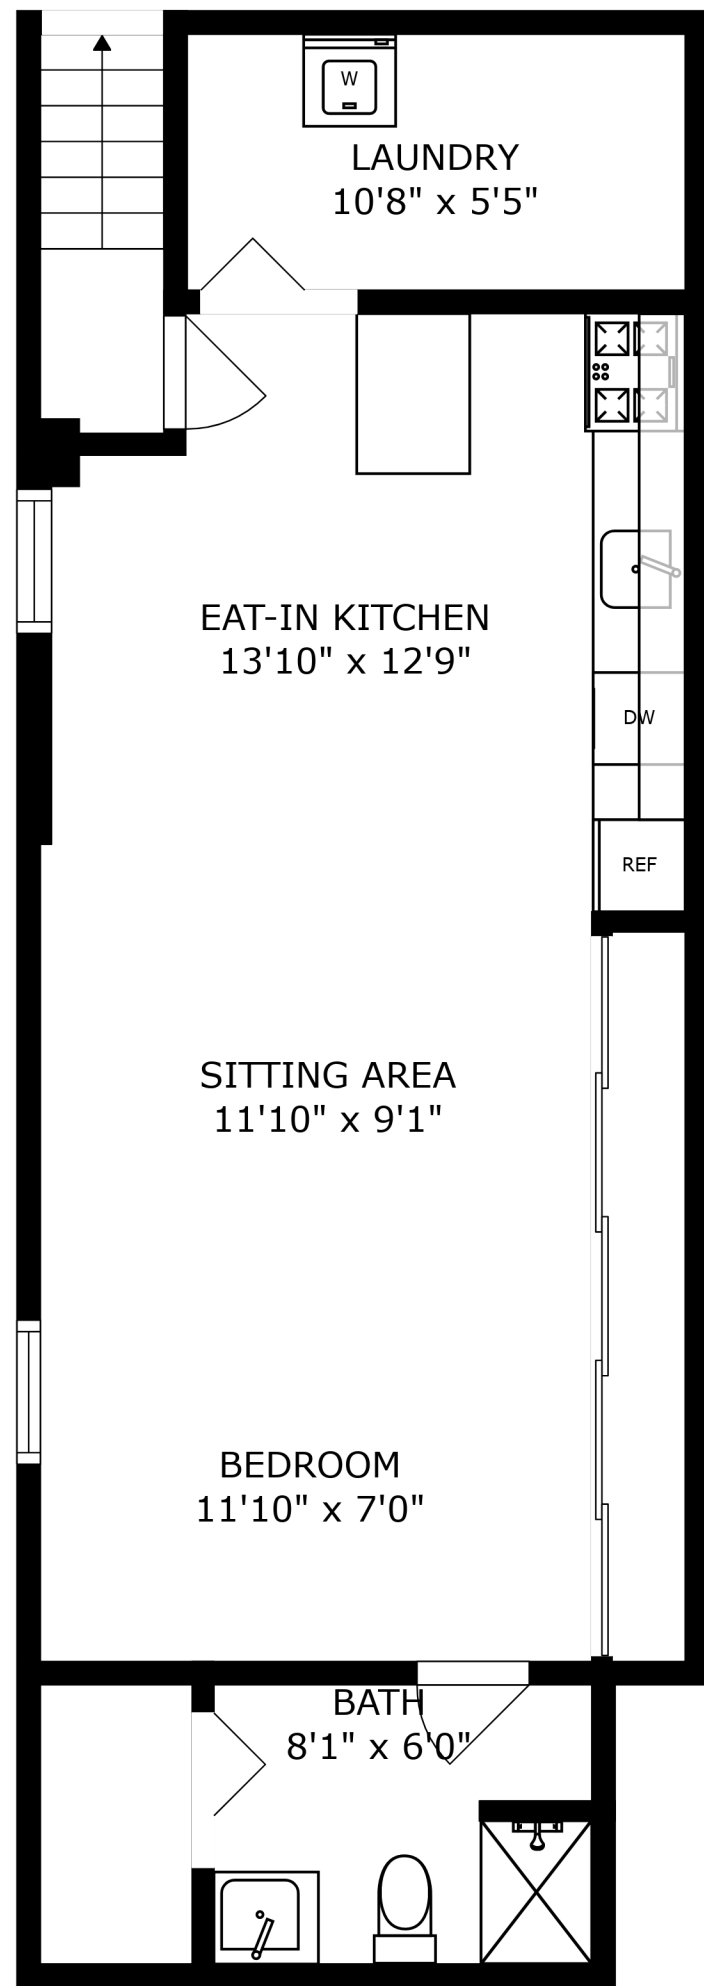 W
LAUNDRY
10'8" x 5'5"
EAT-IN KITCHEN
13'10" x 12'9"
DW
REF
SITTING AREA
11'10" x 9'1"
BEDROOM
11'10" x 7'0"
BATH
8'1" x 6'0"